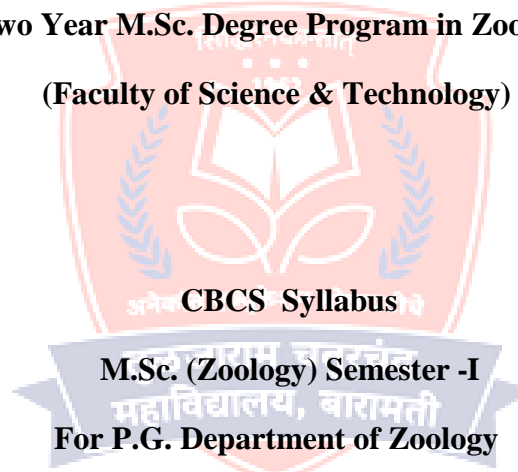 wo Year M.Sc. Degree Program in Zoo
(Faculty of Science & Technology)
1962
CBCS Syllabus
M.Sc. (Zoology) Semester -I
महाविद्यालय, बारामती
For P.G. Department of Zoology